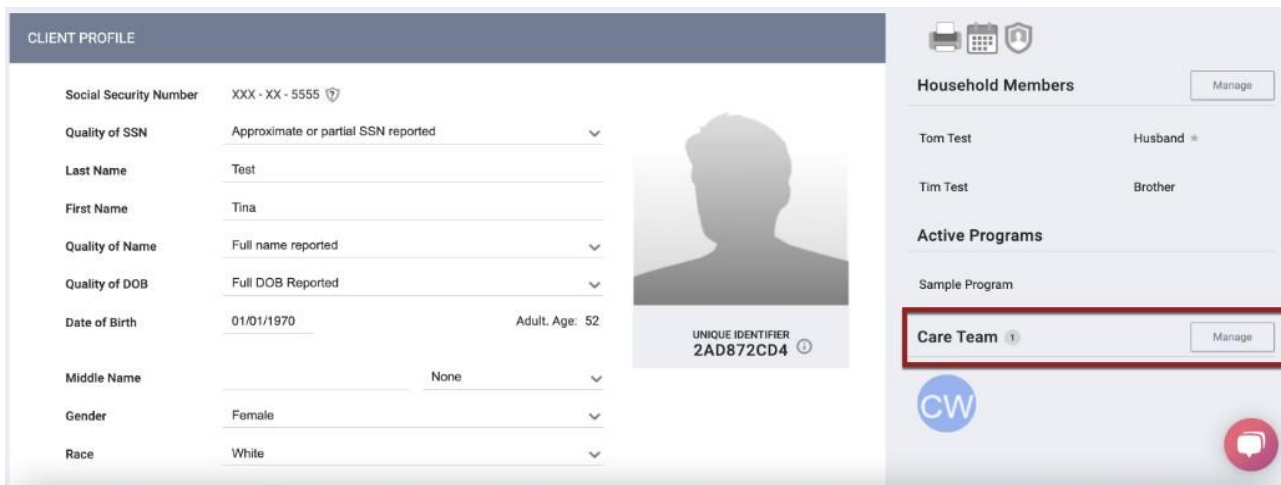 CLIENT PROFILE
Social Security Number XXX - XX - 5555
Quality of SSN Approximate or partial SSN reported
Last Name Test
First Name Tina
Quality of Name Full name reported
Quality of DOB Full DOB Reported
Date of Birth 01/01/1970 Adult. Age: 52
Middle Name None
Gender Female
Race White
UNIQUE IDENTIFIER
2AD872CD4
Household Members Manage
Tom Test Husband *
Tim Test Brother
Active Programs
Sample Program
Care Team 1 Manage
CW